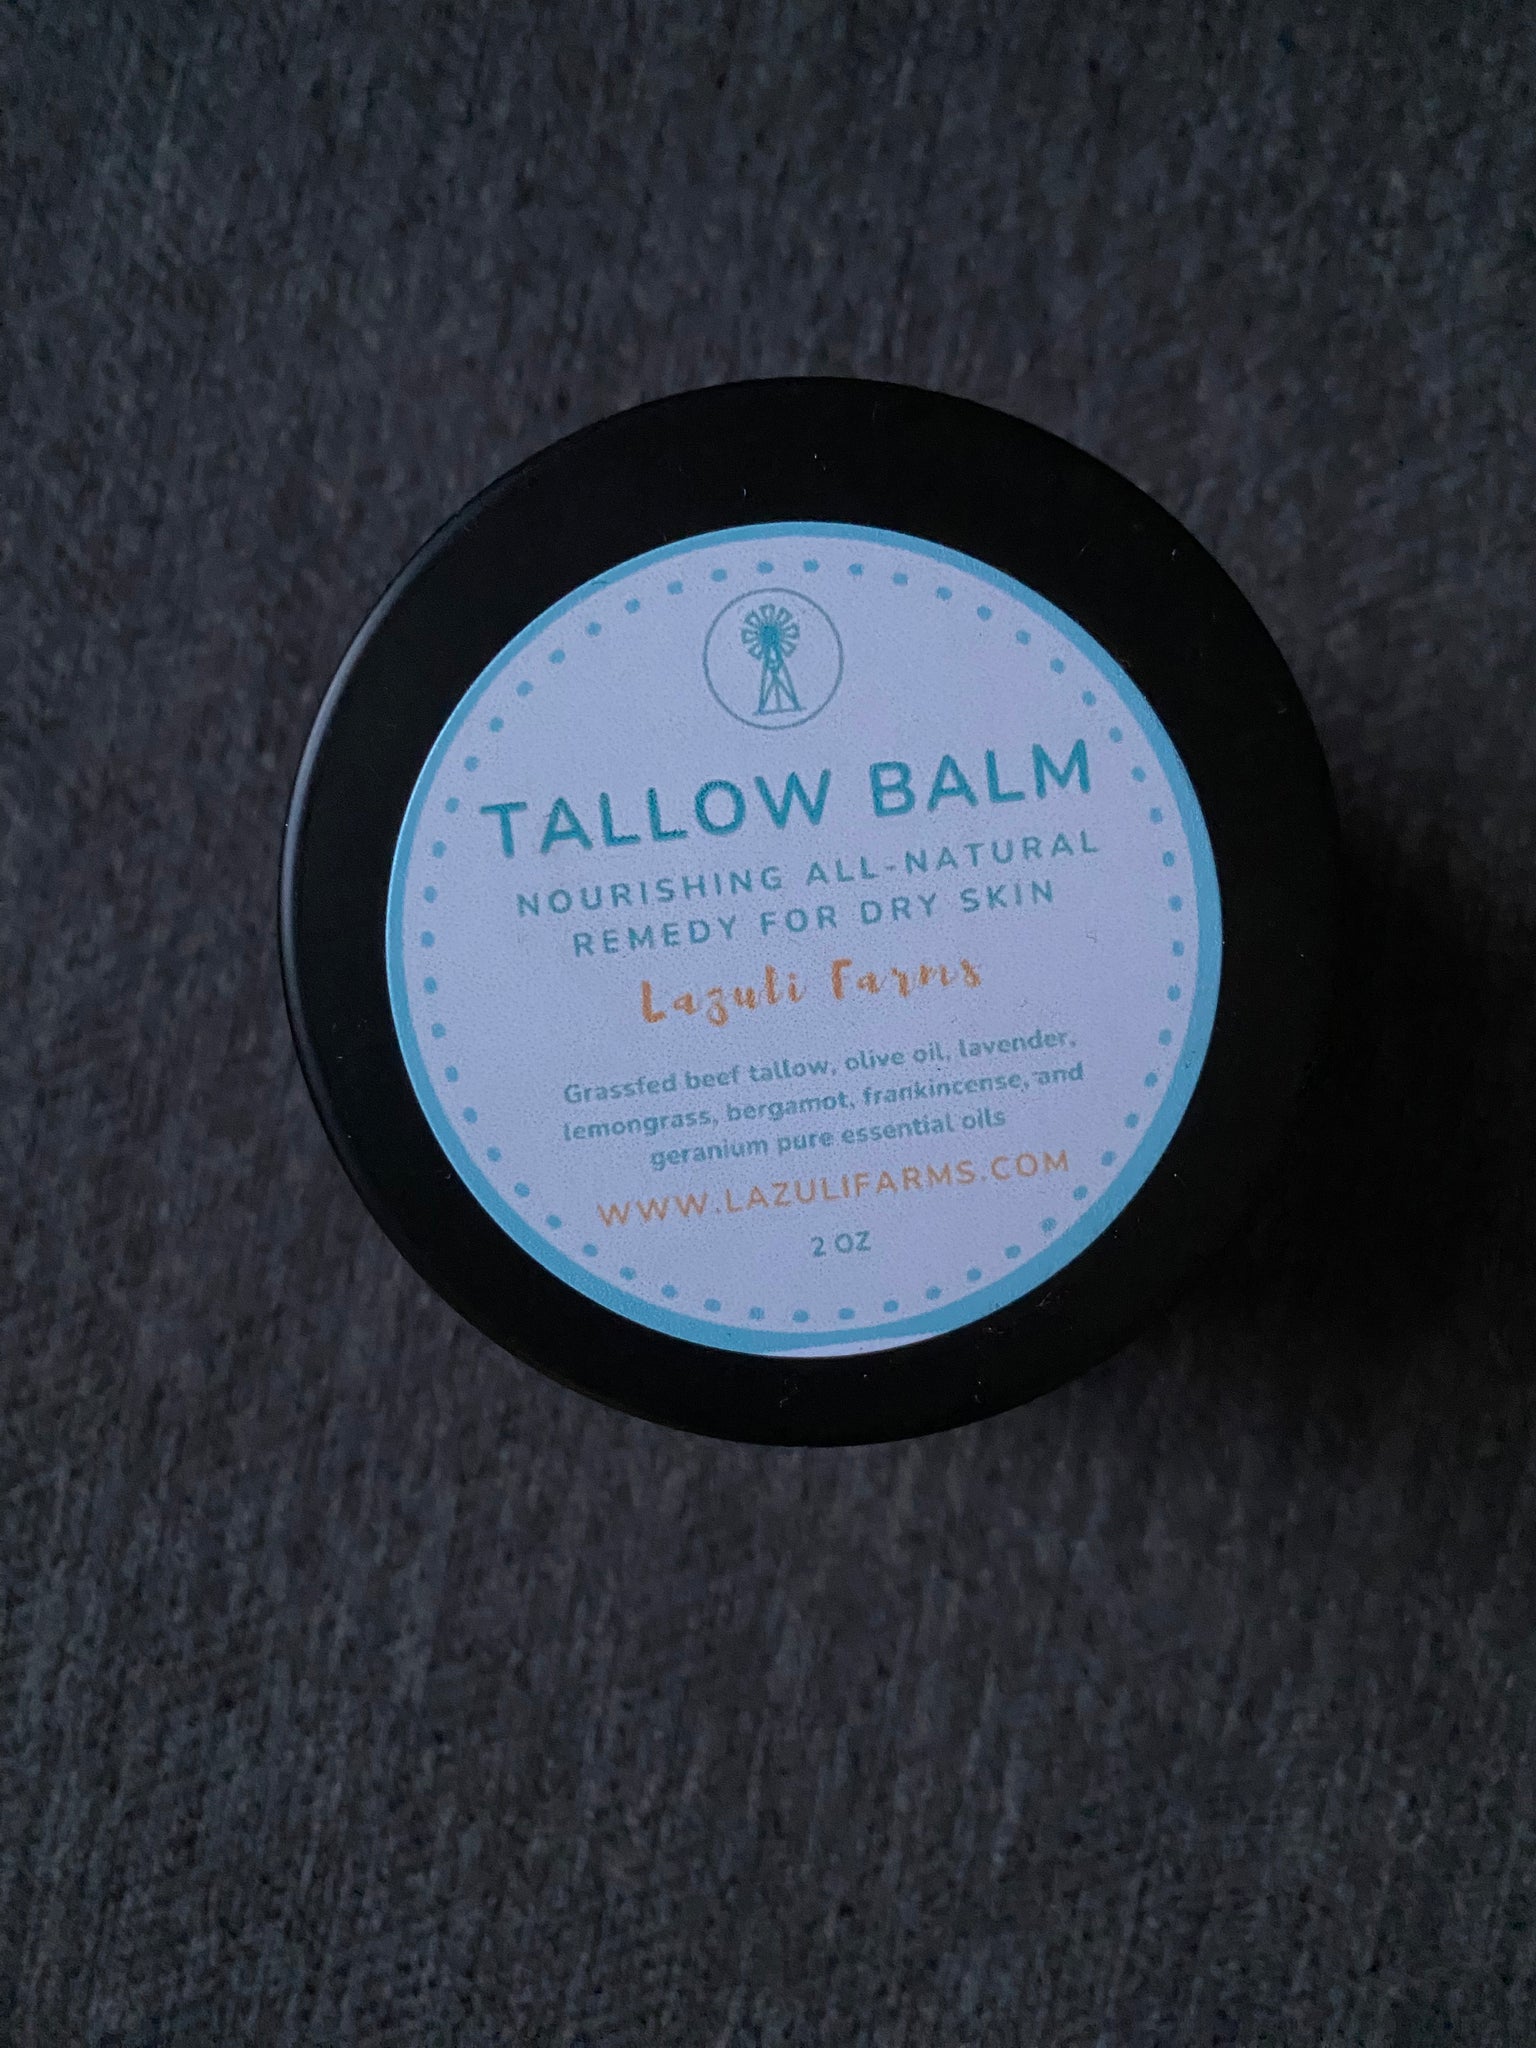 TALLOW BALM
NOURISHING ALL-NATURAL
REMEDY FOR DRY SKIN
Lazuli Farms
Grassfed beef tallow, olive oil, lavender,
lemongrass, bergamot, frankincense, and
geranium pure essential oils
WWW.LAZULIFARMS.COM
2 OZ